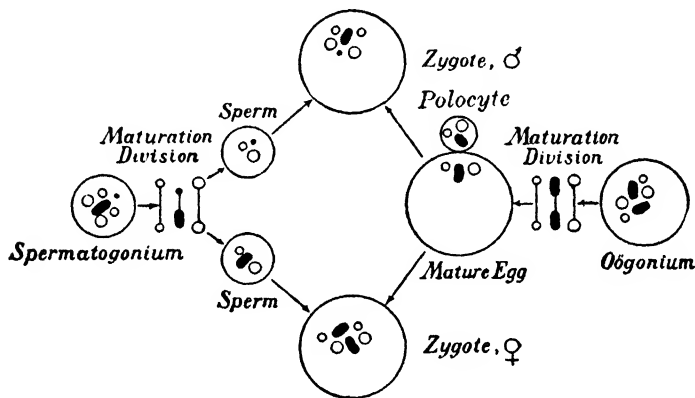 Zygote, ♂
Polocyte
Sperm
Maturation
Division
Maturation
Division
Spermatogonium
Sperm
Mature Egg
Oögonium
Zygote, ♀